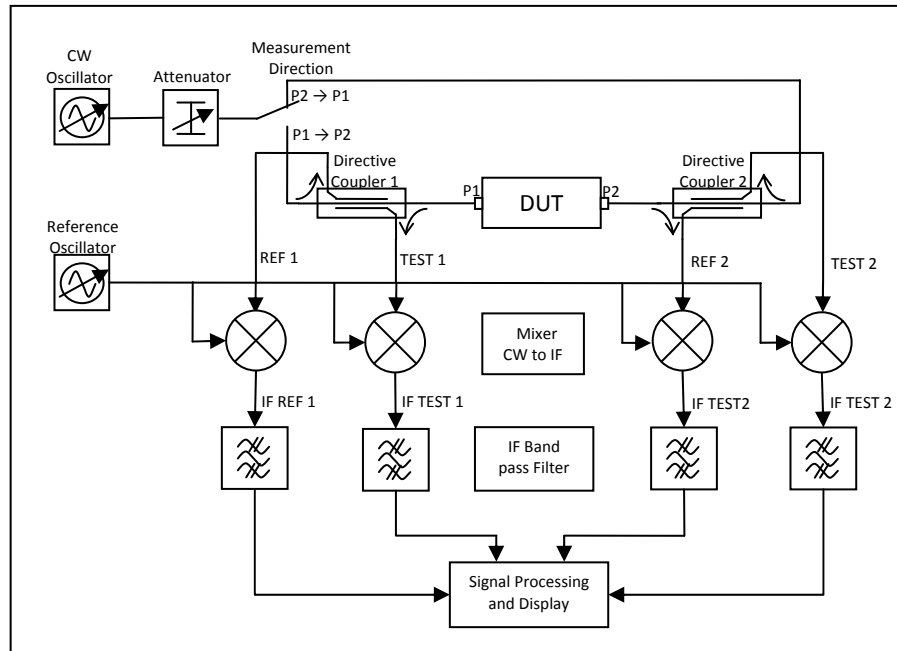 CW
Oscillator
Attenuator
Measurement
Direction
P2 → P1
P1 → P2
Directive
Coupler 1
P1
DUT
P2
Directive
Coupler 2
Reference
Oscillator
REF 1
TEST 1
REF 2
TEST 2
Mixer
CW to IF
IF REF 1
IF TEST 1
IF TEST2
IF TEST 2
IF Band
pass Filter
Signal Processing
and Display